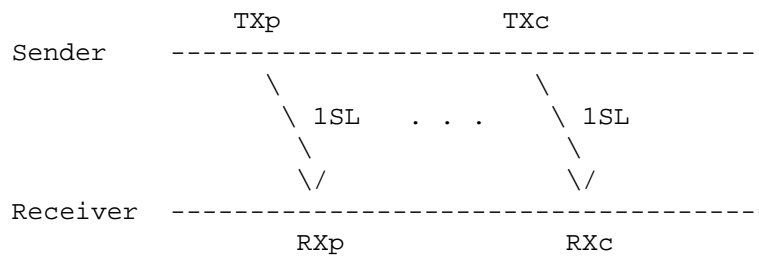 TXp TXc
Sender ------------------------------------
\ \
\ 1SL . . . \ 1SL
\ \
\/ \/
Receiver ------------------------------------
RXp RXc